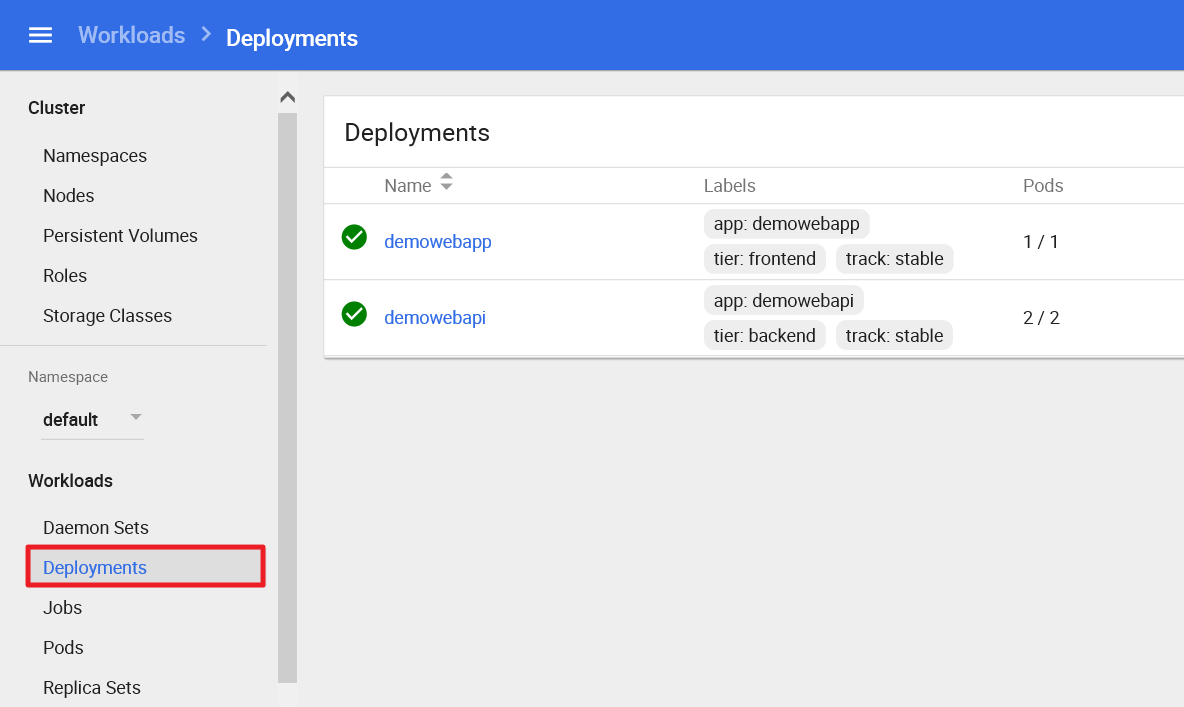 Workloads > Deployments
Cluster
Namespaces
Nodes
Persistent Volumes
Roles
Storage Classes
Namespace
default
Workloads
Daemon Sets
Deployments
Jobs
Pods
Replica Sets
Deployments
Name Labels Pods
app: demowebapp
demowebapp 1 / 1
tier: frontend track: stable
app: demowebapi
demowebapi 2 / 2
tier: backend track: stable